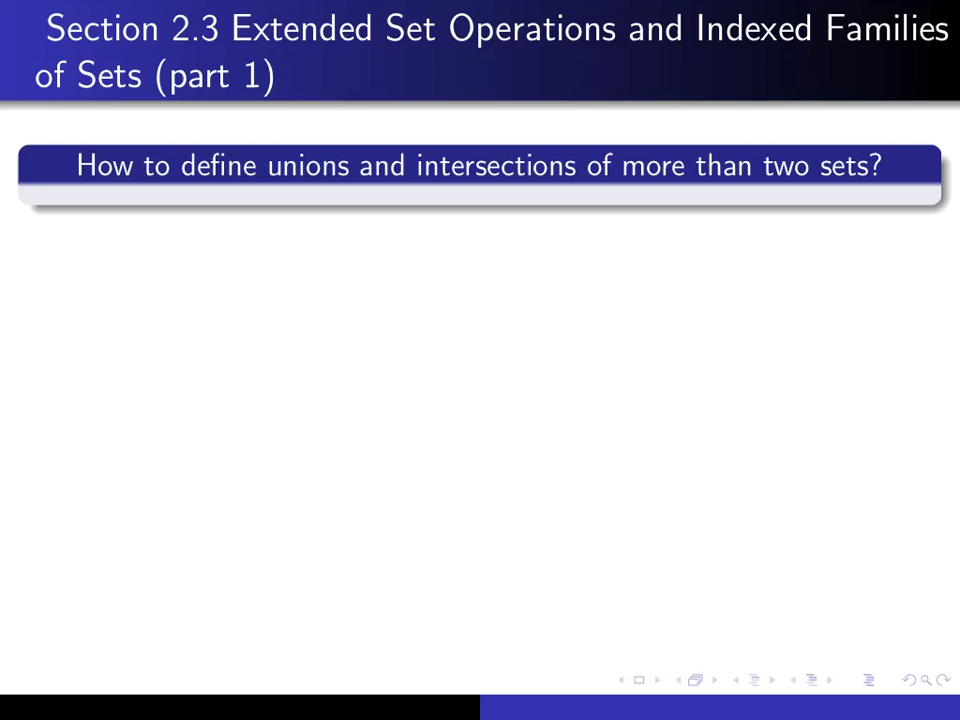 Section 2.3 Extended Set Operations and Indexed Families
of Sets (part 1)
How to define unions and intersections of more than two sets?